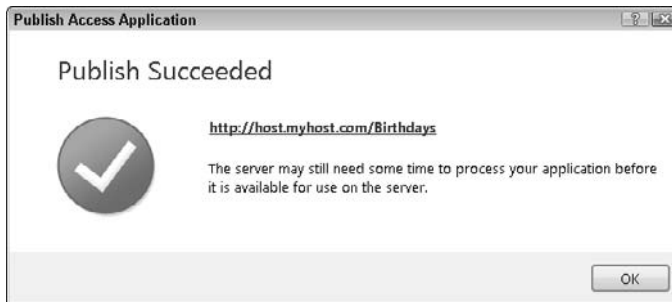 Publish Access Application
Publish Succeeded
http://host.myhost.com/Birthdays
The server may still need some time to process your application before
it is available for use on the server.
OK